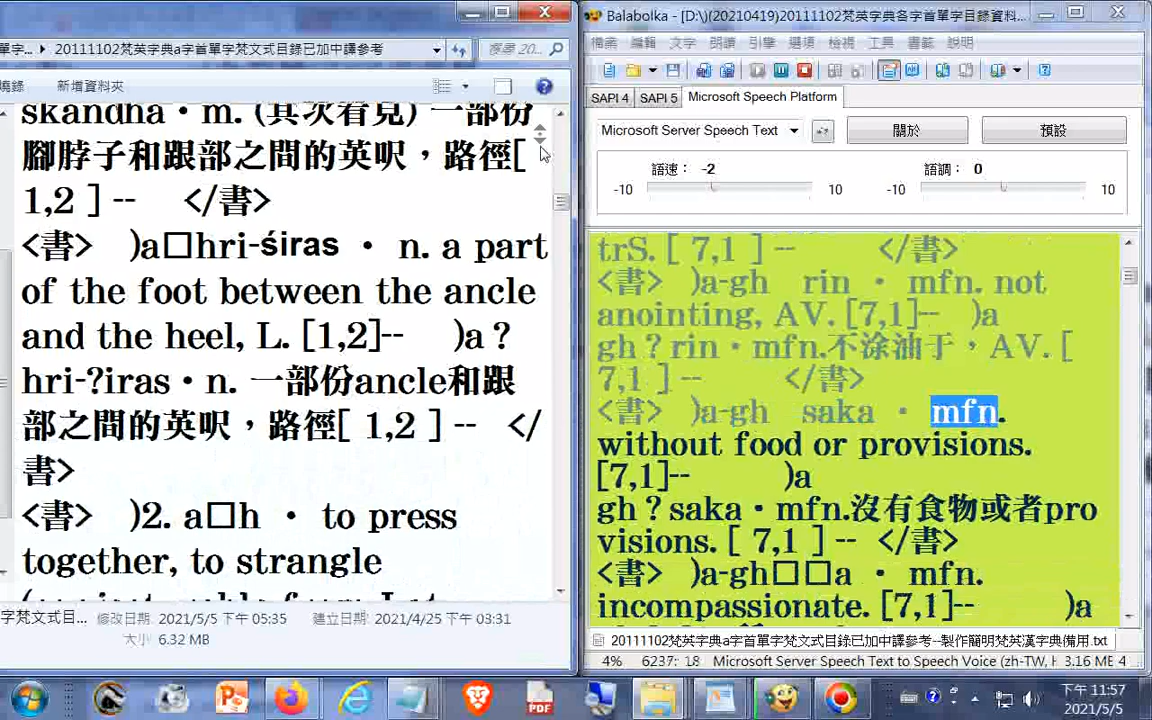 單字... ▸ 20111102梵英字典a字首單字梵文式目錄已加中譯參考
搜尋 20...
燒錄 新增資料夾
skandha・m. (其次看見) 一部份
腳脖子和跟部之間的英呎，路徑[
1,2 ] -- </書>
<書> )a□hri-śiras · n. a part
of the foot between the ancle
and the heel, L. [1,2]-- )a？
hri-?iras・n. 一部份ancle和跟
部之間的英呎，路徑[ 1,2 ] -- </
書>
<書> )2. a□h · to press
together, to strangle
字梵文式目... 修改日期: 2021/5/5 下午 05:35 建立日期: 2021/4/25 下午 03:31
大小: 6.32 MB
Balabolka - [D:\)(20210419)20111102梵英字典各字首單字目錄資料...
檔案 編輯 文字 朗讀 引擎 選項 檢視 工具 書籤 說明
SAPI 4 SAPI 5 Microsoft Speech Platform
Microsoft Server Speech Text 關於 預設
語速： -2 語調： 0
-10 10 -10 10
trS. [ 7,1 ] -- </書>
<書> )a-gh rin · mfn. not
anointing, AV. [7,1]-- )a
gh？rin・mfn.不涂油于，AV. [
7,1 ] -- </書>
<書> )a-gh saka · mfn.
without food or provisions.
[7,1]-- )a
gh？saka・mfn.沒有食物或者pro
visions. [ 7,1 ] -- </書>
<書> )a-gh□□a · mfn.
incompassionate. [7,1]-- )a
20111102梵英字典a字首單字梵文式目錄已加中譯參考--製作簡明梵英漢字典備用.txt
4% 6237: 18 Microsoft Server Speech Text to Speech Voice (zh-TW, H 3.16 ME 4
PDF
下午 11:57
2021/5/5